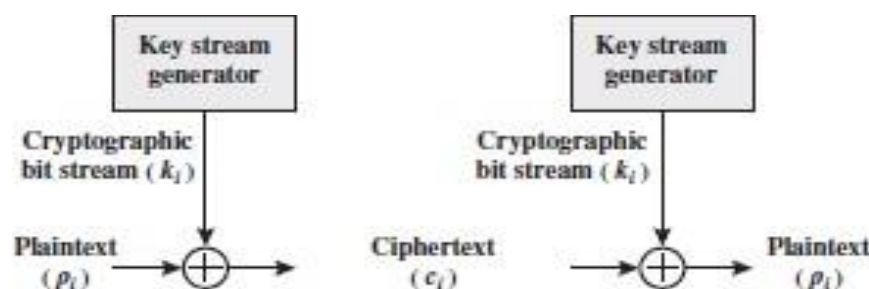 Key stream
generator
Key stream
generator
Cryptographic
bit stream ( k_i )
Cryptographic
bit stream ( k_i )
Plaintext
( p_i )
Ciphertext
( c_i )
Plaintext
( p_i )